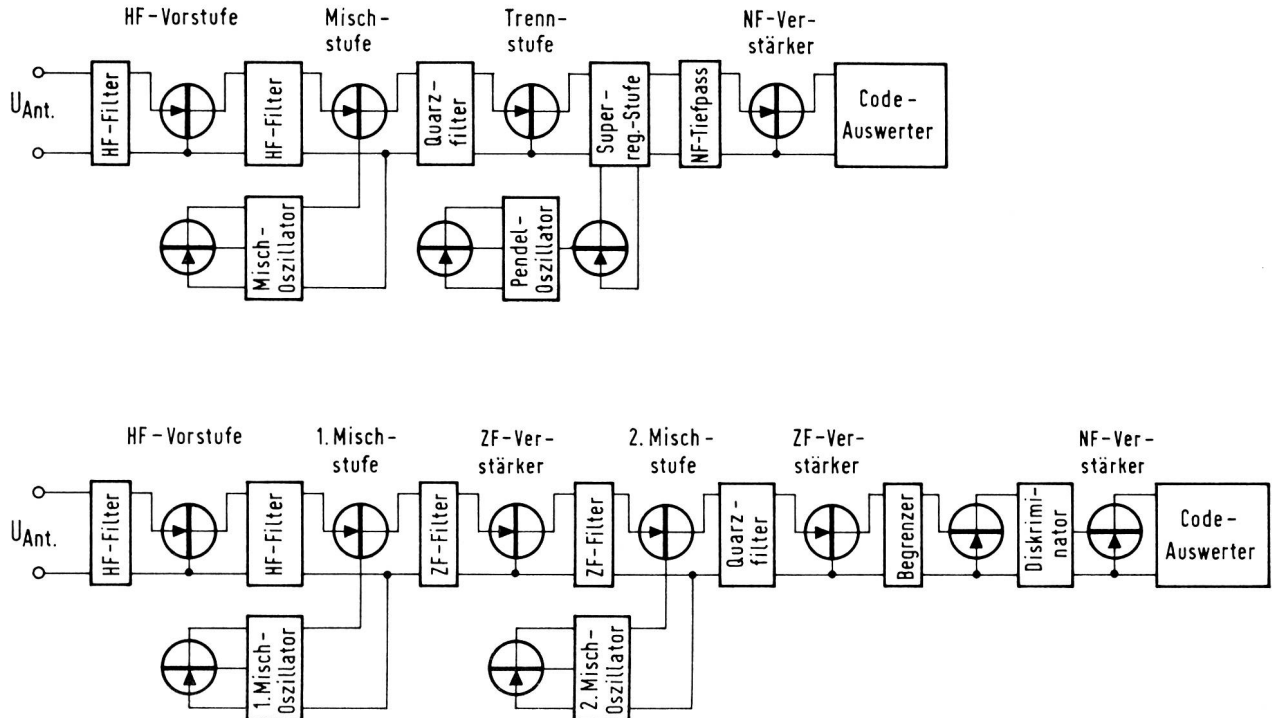 HF-Vorstufe
Misch-
stufe
Trenn-
stufe
NF-Ver-
stärker
UAnt.
HF-Filter
HF-Filter
Quarz-
filter
Super-
reg.-Stufe
NF-Tiefpass
Code-
Auswerter
Misch-
Oszillator
Pendel-
Oszillator
HF-Vorstufe
1.Misch-
stufe
ZF-Ver-
stärker
2.Misch-
stufe
ZF-Ver-
stärker
NF-Ver-
stärker
UAnt.
HF-Filter
HF-Filter
ZF-Filter
ZF-Filter
Quarz-
filter
Begrenzer
Diskrimi-
nator
Code-
Auswerter
1.Misch-
Oszillator
2.Misch-
Oszillator